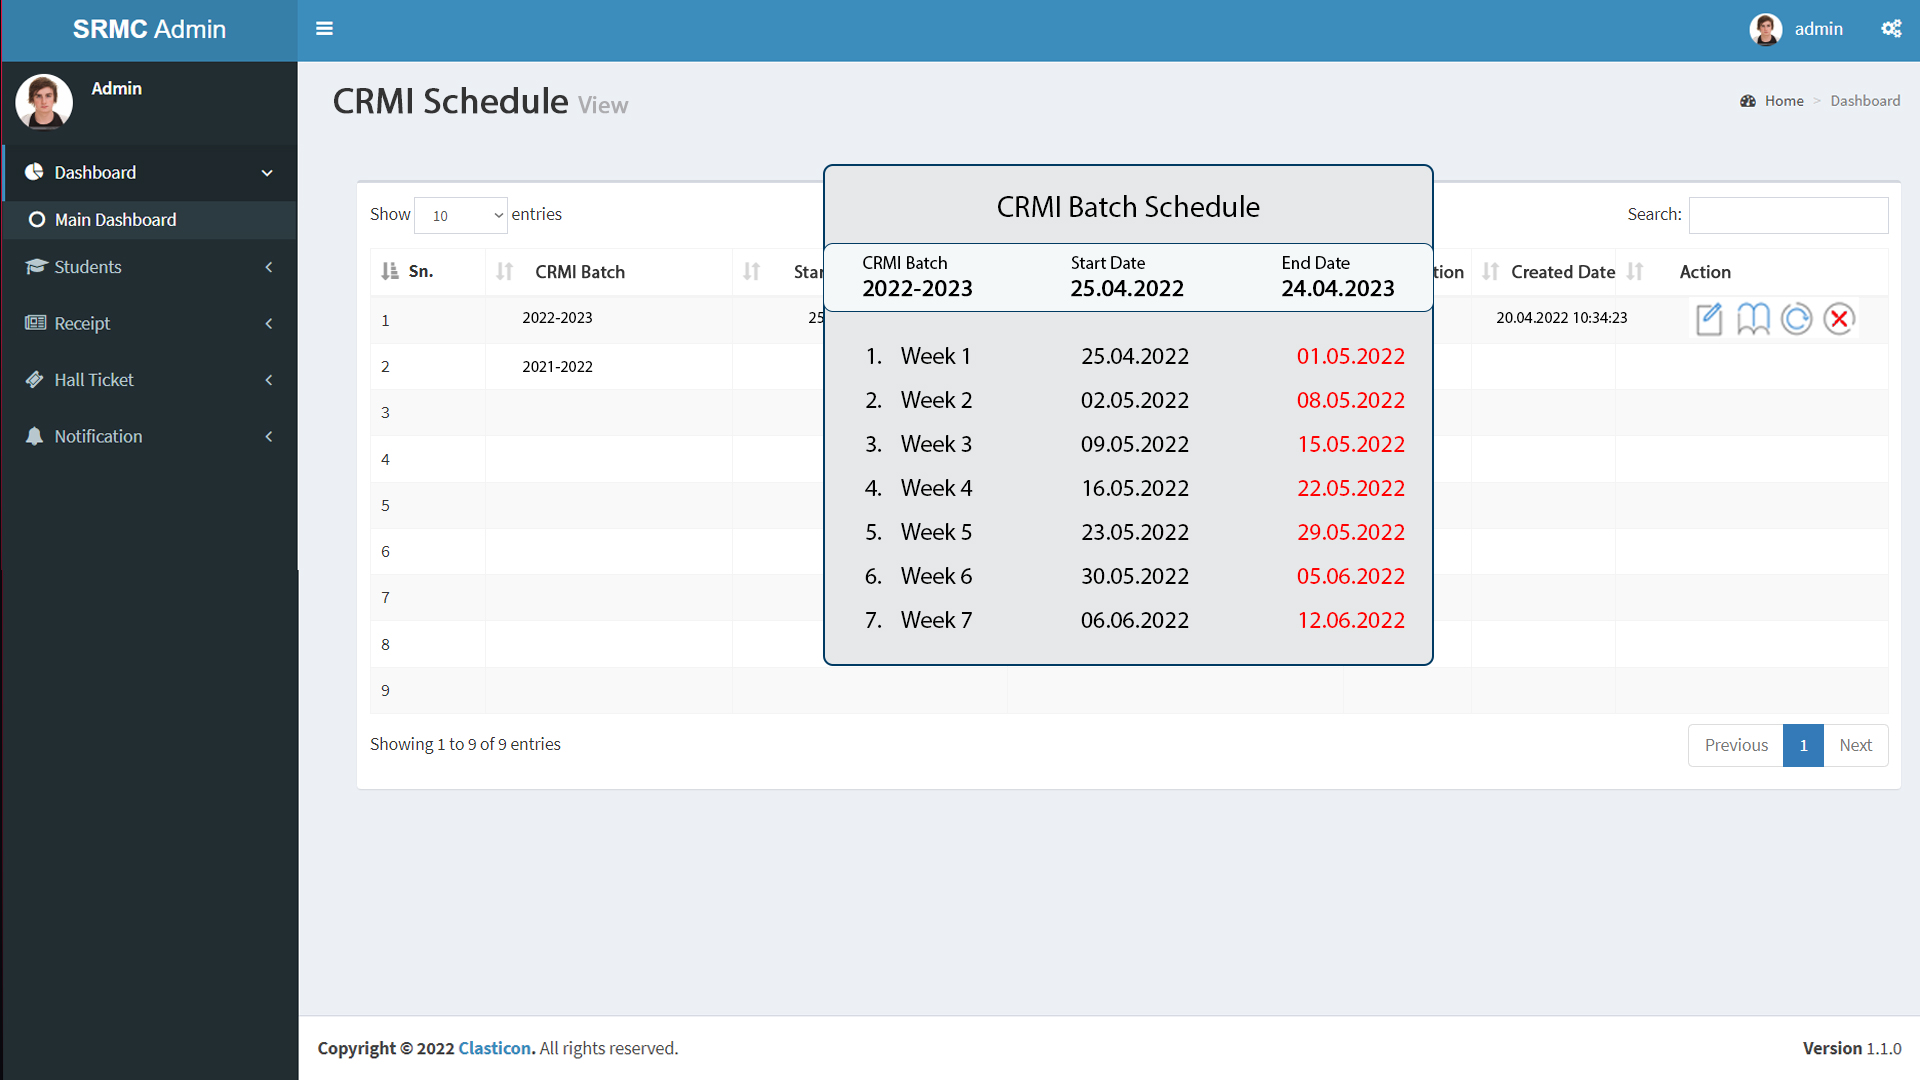 SRMC Admin
admin
Admin
Dashboard
Main Dashboard
Students
Receipt
Hall Ticket
Notification
CRMI Schedule View
Home > Dashboard
Show 10 entries
Search:
Sn. CRMI Batch Star tion Created Date Action
1 2022-2023 25 20.04.2022 10:34:23
2 2021-2022
3
4
5
6
7
8
9
CRMI Batch Schedule
CRMI Batch Start Date End Date
2022-2023 25.04.2022 24.04.2023
1. Week 1 25.04.2022 01.05.2022
2. Week 2 02.05.2022 08.05.2022
3. Week 3 09.05.2022 15.05.2022
4. Week 4 16.05.2022 22.05.2022
5. Week 5 23.05.2022 29.05.2022
6. Week 6 30.05.2022 05.06.2022
7. Week 7 06.06.2022 12.06.2022
Showing 1 to 9 of 9 entries
Previous 1 Next
Copyright © 2022 Clasticon. All rights reserved.
Version 1.1.0